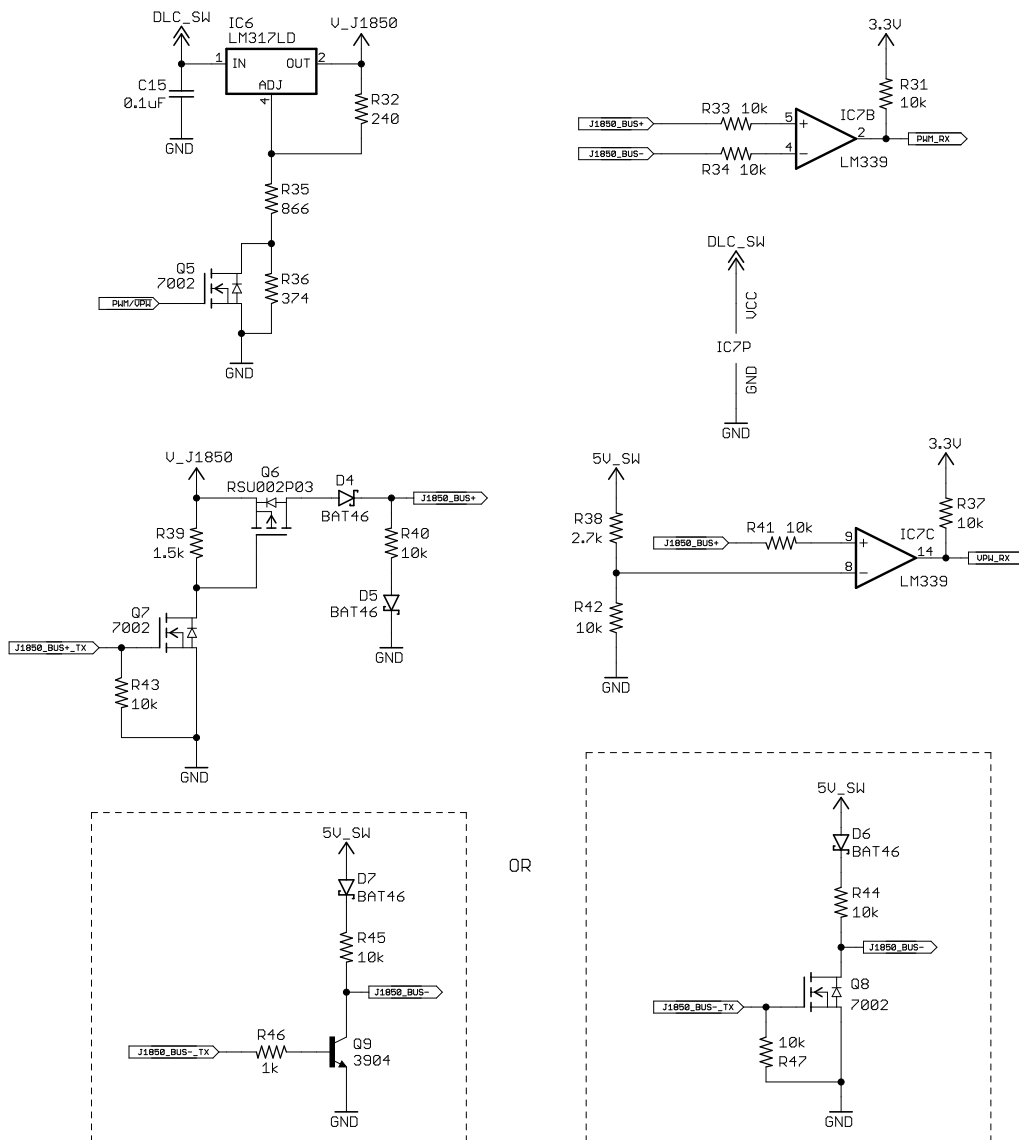 DLC_SW
IC6
LM317LD
V_J1850
1
IN
OUT
2
ADJ
4
C15
0.1uF
GND
R32
240
R35
866
Q5
7002
PWM/VPW
R36
374
GND
3.3V
R31
10k
J1850_BUS+
R33 10k
5
+
IC7B
2
PWM_RX
J1850_BUS-
4
-
R34 10k
LM339
DLC_SW
VCC
IC7P
GND
GND
V_J1850
Q6
RSU002P03
D4
BAT46
J1850_BUS+
R39
1.5k
R40
10k
D5
BAT46
GND
Q7
7002
J1850_BUS+_TX
R43
10k
GND
5V_SW
3.3V
R38
2.7k
R37
10k
J1850_BUS+
R41 10k
9
+
IC7C
14
VPW_RX
8
-
LM339
R42
10k
GND
5V_SW
D7
BAT46
R45
10k
J1850_BUS-
J1850_BUS-_TX
R46
1k
Q9
3904
GND
OR
5V_SW
D6
BAT46
R44
10k
J1850_BUS-
Q8
7002
J1850_BUS-_TX
10k
R47
GND